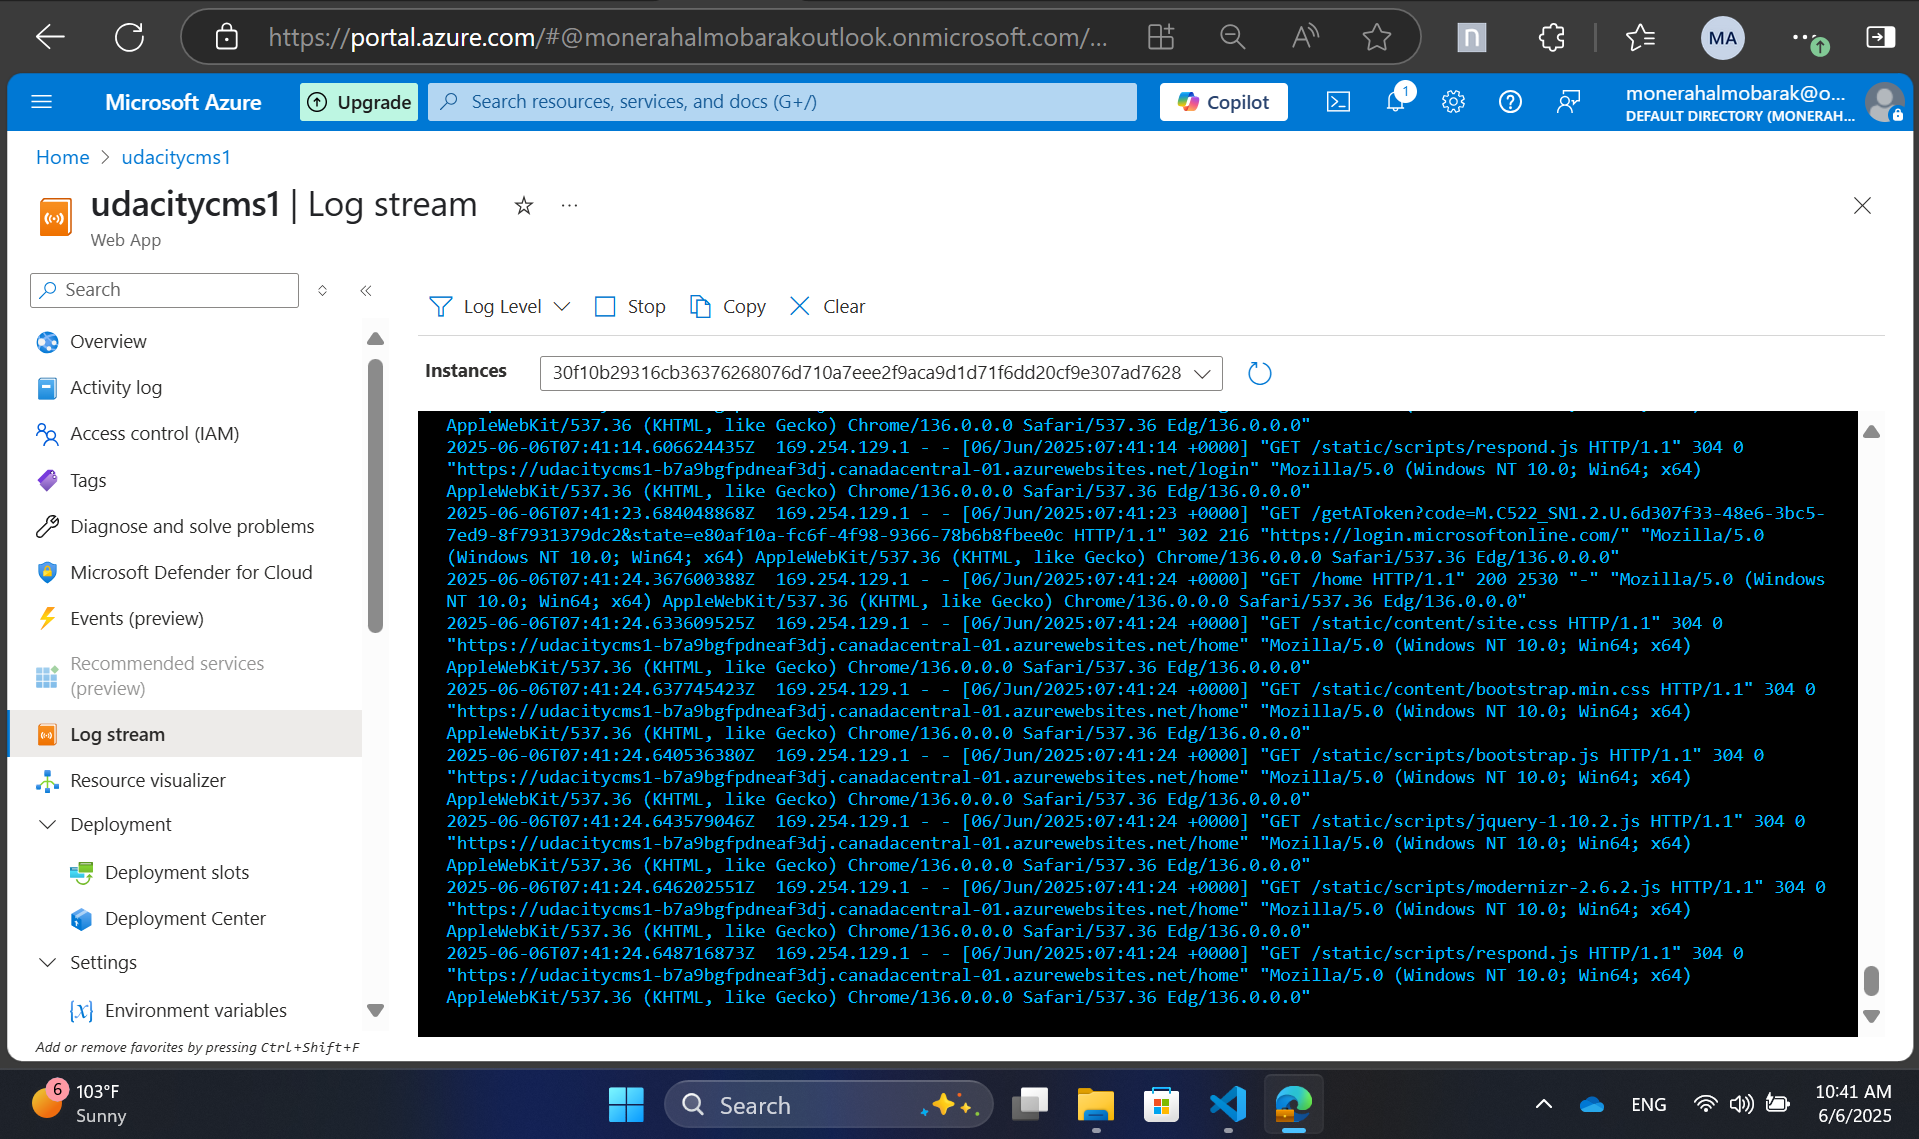 https://portal.azure.com/#@monerahalmobarakoutlook.onmicrosoft.com/...
MA
Microsoft Azure
Upgrade
Search resources, services, and docs (G+/)
Copilot
1
monerahalmobarak@o...
DEFAULT DIRECTORY (MONERAH...
Home > udacitycms1
udacitycms1 | Log stream
Web App
Search
Overview
Activity log
Access control (IAM)
Tags
Diagnose and solve problems
Microsoft Defender for Cloud
Events (preview)
Recommended services
(preview)
Log stream
Resource visualizer
Deployment
Deployment slots
Deployment Center
Settings
Environment variables
Add or remove favorites by pressing Ctrl+Shift+F
Log Level
Stop
Copy
Clear
Instances
30f10b29316cb36376268076d710a7eee2f9aca9d1d71f6dd20cf9e307ad7628
AppleWebKit/537.36 (KHTML, like Gecko) Chrome/136.0.0.0 Safari/537.36 Edg/136.0.0.0"
2025-06-06T07:41:14.606624435Z 169.254.129.1 - - [06/Jun/2025:07:41:14 +0000] "GET /static/scripts/respond.js HTTP/1.1" 304 0
"https://udacitycms1-b7a9bgfpdneaf3dj.canadacentral-01.azurewebsites.net/login" "Mozilla/5.0 (Windows NT 10.0; Win64; x64)
AppleWebKit/537.36 (KHTML, like Gecko) Chrome/136.0.0.0 Safari/537.36 Edg/136.0.0.0"
2025-06-06T07:41:23.684048868Z 169.254.129.1 - - [06/Jun/2025:07:41:23 +0000] "GET /getAToken?code=M.C522_SN1.2.U.6d307f33-48e6-3bc5-
7ed9-8f7931379dc2&state=e80af10a-fc6f-4f98-9366-78b6b8fbee0c HTTP/1.1" 302 216 "https://login.microsoftonline.com/" "Mozilla/5.0
(Windows NT 10.0; Win64; x64) AppleWebKit/537.36 (KHTML, like Gecko) Chrome/136.0.0.0 Safari/537.36 Edg/136.0.0.0"
2025-06-06T07:41:24.367600388Z 169.254.129.1 - - [06/Jun/2025:07:41:24 +0000] "GET /home HTTP/1.1" 200 2530 "-" "Mozilla/5.0 (Windows
NT 10.0; Win64; x64) AppleWebKit/537.36 (KHTML, like Gecko) Chrome/136.0.0.0 Safari/537.36 Edg/136.0.0.0"
2025-06-06T07:41:24.633609525Z 169.254.129.1 - - [06/Jun/2025:07:41:24 +0000] "GET /static/content/site.css HTTP/1.1" 304 0
"https://udacitycms1-b7a9bgfpdneaf3dj.canadacentral-01.azurewebsites.net/home" "Mozilla/5.0 (Windows NT 10.0; Win64; x64)
AppleWebKit/537.36 (KHTML, like Gecko) Chrome/136.0.0.0 Safari/537.36 Edg/136.0.0.0"
2025-06-06T07:41:24.637745423Z 169.254.129.1 - - [06/Jun/2025:07:41:24 +0000] "GET /static/content/bootstrap.min.css HTTP/1.1" 304 0
"https://udacitycms1-b7a9bgfpdneaf3dj.canadacentral-01.azurewebsites.net/home" "Mozilla/5.0 (Windows NT 10.0; Win64; x64)
AppleWebKit/537.36 (KHTML, like Gecko) Chrome/136.0.0.0 Safari/537.36 Edg/136.0.0.0"
2025-06-06T07:41:24.640536380Z 169.254.129.1 - - [06/Jun/2025:07:41:24 +0000] "GET /static/scripts/bootstrap.js HTTP/1.1" 304 0
"https://udacitycms1-b7a9bgfpdneaf3dj.canadacentral-01.azurewebsites.net/home" "Mozilla/5.0 (Windows NT 10.0; Win64; x64)
AppleWebKit/537.36 (KHTML, like Gecko) Chrome/136.0.0.0 Safari/537.36 Edg/136.0.0.0"
2025-06-06T07:41:24.643579046Z 169.254.129.1 - - [06/Jun/2025:07:41:24 +0000] "GET /static/scripts/jquery-1.10.2.js HTTP/1.1" 304 0
"https://udacitycms1-b7a9bgfpdneaf3dj.canadacentral-01.azurewebsites.net/home" "Mozilla/5.0 (Windows NT 10.0; Win64; x64)
AppleWebKit/537.36 (KHTML, like Gecko) Chrome/136.0.0.0 Safari/537.36 Edg/136.0.0.0"
2025-06-06T07:41:24.646202551Z 169.254.129.1 - - [06/Jun/2025:07:41:24 +0000] "GET /static/scripts/modernizr-2.6.2.js HTTP/1.1" 304 0
"https://udacitycms1-b7a9bgfpdneaf3dj.canadacentral-01.azurewebsites.net/home" "Mozilla/5.0 (Windows NT 10.0; Win64; x64)
AppleWebKit/537.36 (KHTML, like Gecko) Chrome/136.0.0.0 Safari/537.36 Edg/136.0.0.0"
2025-06-06T07:41:24.648716873Z 169.254.129.1 - - [06/Jun/2025:07:41:24 +0000] "GET /static/scripts/respond.js HTTP/1.1" 304 0
"https://udacitycms1-b7a9bgfpdneaf3dj.canadacentral-01.azurewebsites.net/home" "Mozilla/5.0 (Windows NT 10.0; Win64; x64)
AppleWebKit/537.36 (KHTML, like Gecko) Chrome/136.0.0.0 Safari/537.36 Edg/136.0.0.0"
6
103°F
Sunny
Search
ENG
10:41 AM
6/6/2025